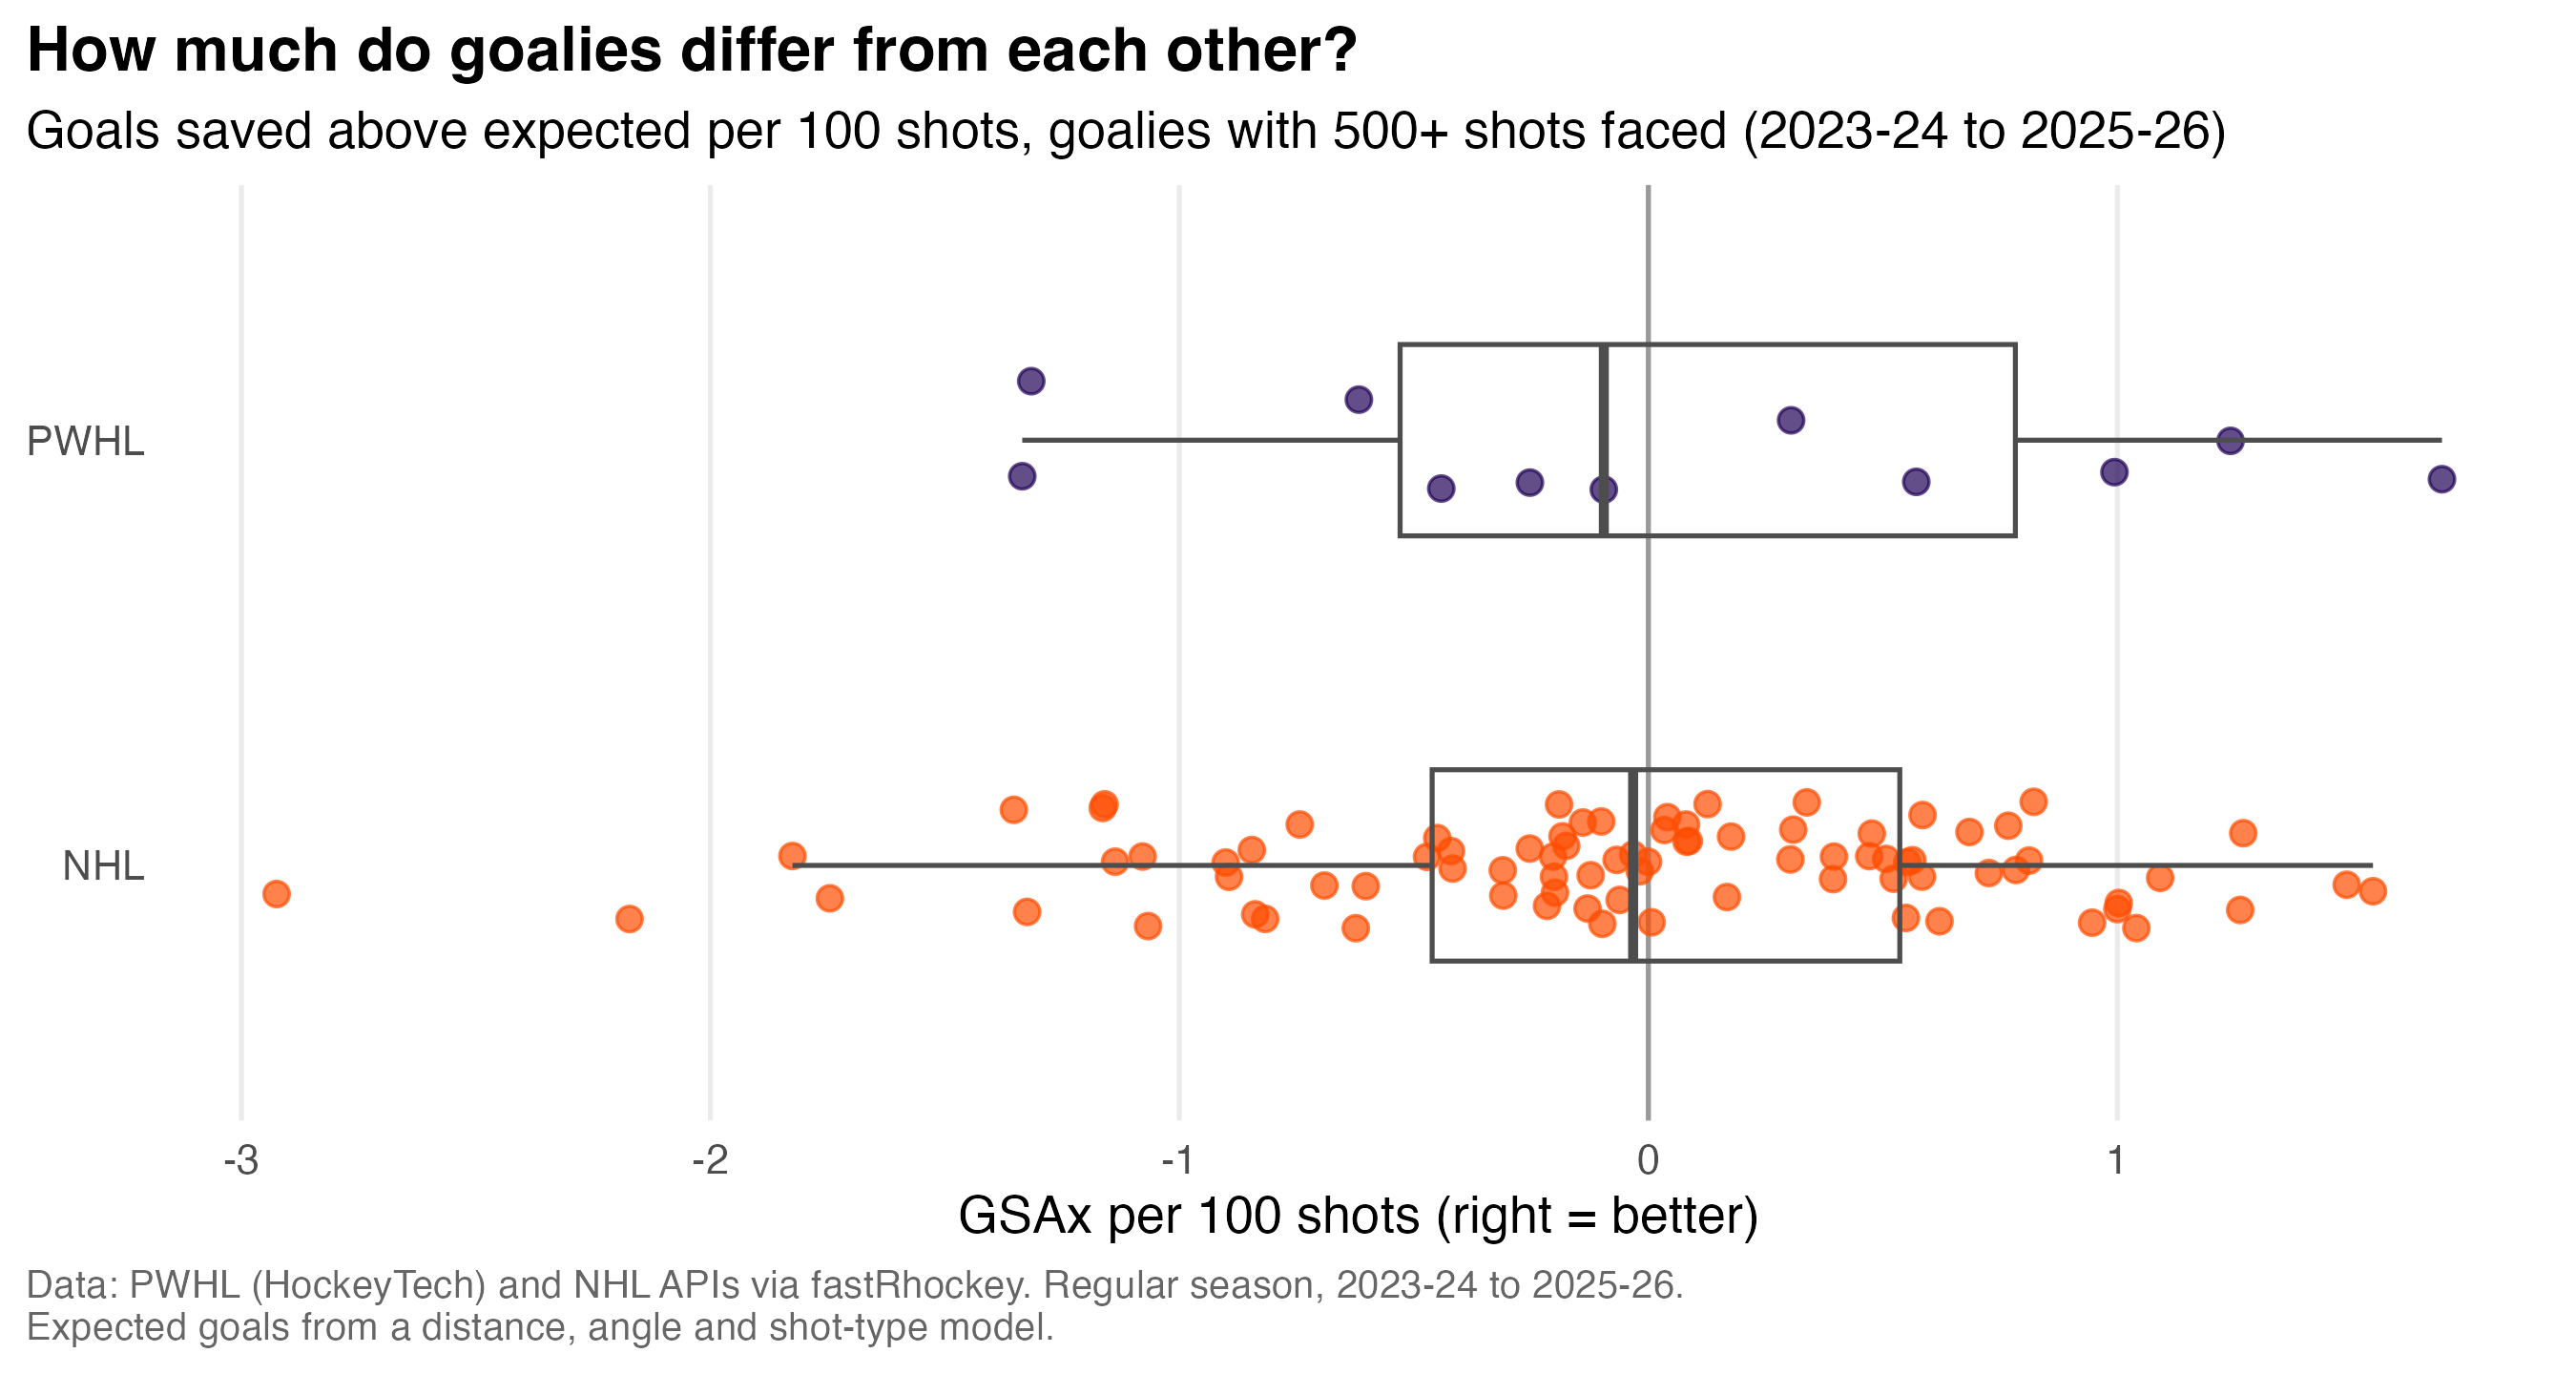 How much do goalies differ from each other?
Goals saved above expected per 100 shots, goalies with 500+ shots faced (2023-24 to 2025-26)
PWHL
NHL
-3 -2 -1 0 1
GSAx per 100 shots (right = better)
Data: PWHL (HockeyTech) and NHL APIs via fastRhockey. Regular season, 2023-24 to 2025-26.
Expected goals from a distance, angle and shot-type model.